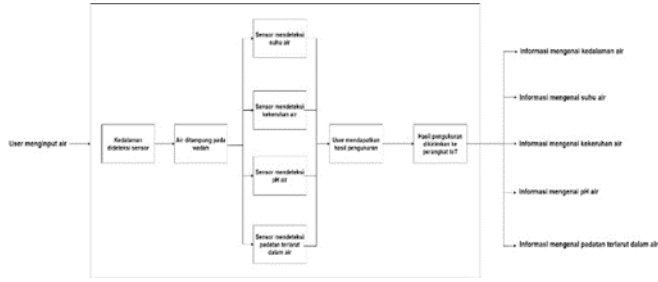 User menginput air
Kedalaman
dideteksi sensor
Air ditampung pada
wadah
Sensor mendeteksi
suhu air
Sensor mendeteksi
kekeruhan air
Sensor mendeteksi
pH air
Sensor mendeteksi
padatan terlarut
dalam air
User mendapatkan
hasil pengukuran
Hasil pengukuran
dikirimkan ke
perangkat IoT
Informasi mengenai kedalaman air
Informasi mengenai suhu air
Informasi mengenai kekeruhan air
Informasi mengenai pH air
Informasi mengenai padatan terlarut dalam air